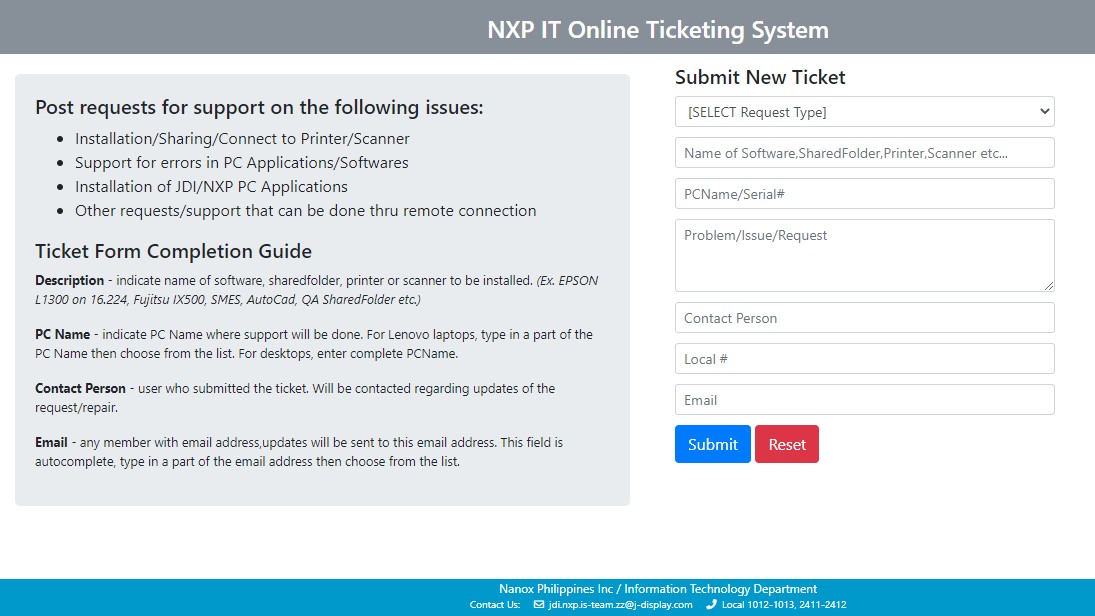 NXP IT Online Ticketing System
Post requests for support on the following issues:
Installation/Sharing/Connect to Printer/Scanner
Support for errors in PC Applications/Softwares
Installation of JDI/NXP PC Applications
Other requests/support that can be done thru remote connection
Ticket Form Completion Guide
Description - indicate name of software, sharedfolder, printer or scanner to be installed. (Ex. EPSON
L1300 on 16.224, Fujitsu IX500, SMES, AutoCad, QA SharedFolder etc.)
PC Name - indicate PC Name where support will be done. For Lenovo laptops, type in a part of the
PC Name then choose from the list. For desktops, enter complete PCName.
Contact Person - user who submitted the ticket. Will be contacted regarding updates of the
request/repair.
Email - any member with email address,updates will be sent to this email address. This field is
autocomplete, type in a part of the email address then choose from the list.
Submit New Ticket
[SELECT Request Type]
Name of Software,SharedFolder,Printer,Scanner etc...
PCName/Serial#
Problem/Issue/Request
Contact Person
Local #
Email
Submit Reset
Nanox Philippines Inc / Information Technology Department
Contact Us: jdi.nxp.is-team.zz@j-display.com Local 1012-1013, 2411-2412